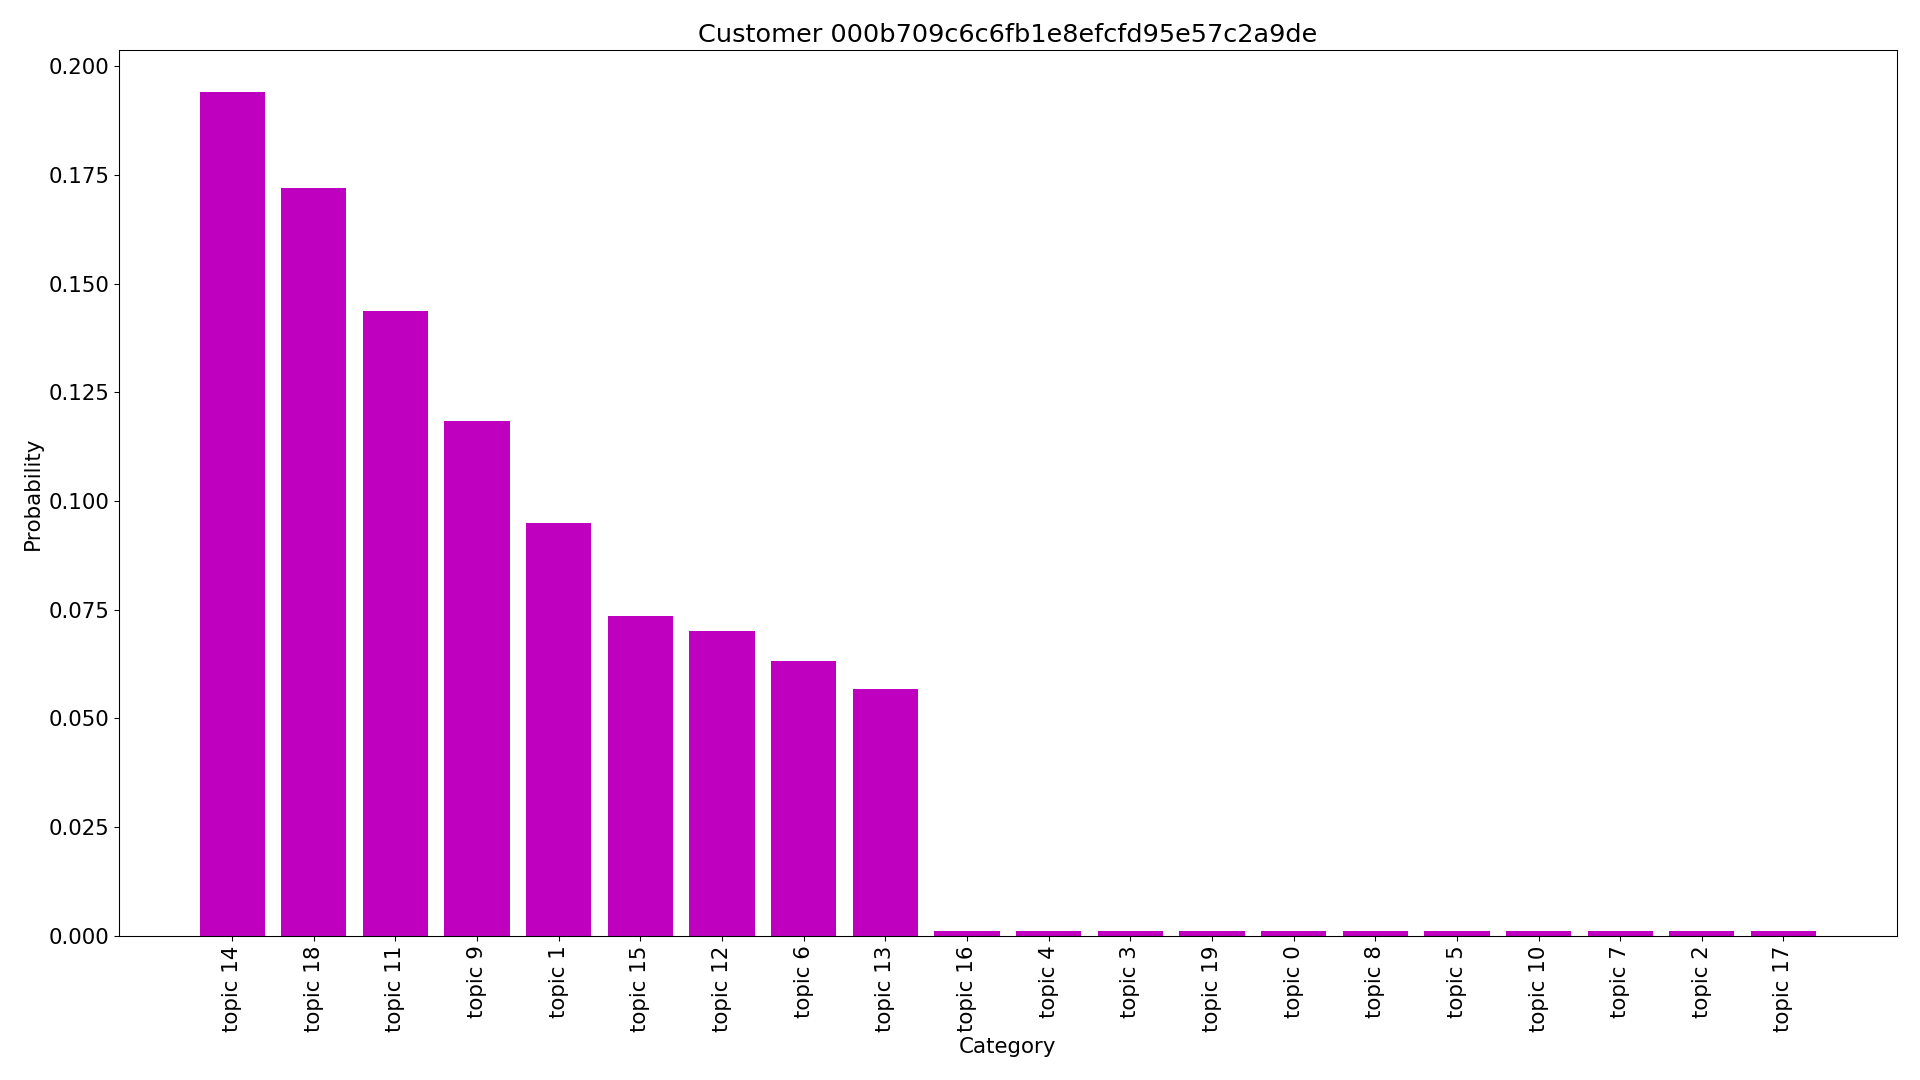 Customer 000b709c6c6fb1e8efcfd95e57c2a9de
0.200
0.175
0.150
0.125
0.100
0.075
0.050
0.025
0.000
Probability
topic 14
topic 18
topic 11
topic 9
topic 1
topic 15
topic 12
topic 6
topic 13
topic 16
topic 4
topic 3
topic 19
topic 0
topic 8
topic 5
topic 10
topic 7
topic 2
topic 17
Category